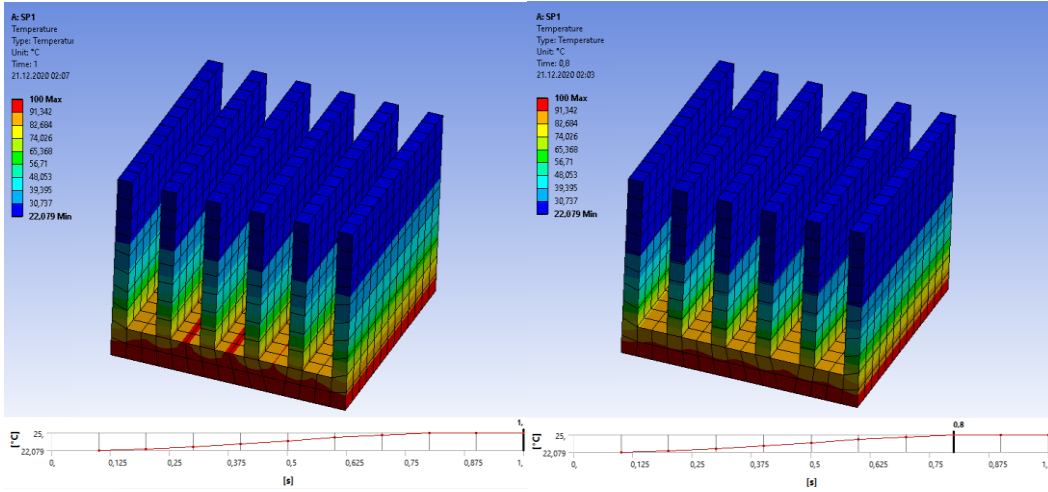 A: SP1
Temperature
Type: Temperatur
Unit: °C
Time: 1
21.12.2020 02:07
100 Max
91,342
82,684
74,026
65,368
56,71
48,053
39,395
30,737
22,079 Min
[°C]
25,
22,079
1,
0,
0,125
0,25
0,375
0,5
0,625
0,75
0,875
1,
[s]
A: SP1
Temperature
Type: Temperature
Unit: °C
Time: 0,8
21.12.2020 02:03
100 Max
91,342
82,684
74,026
65,368
56,71
48,053
39,395
30,737
22,079 Min
[°C]
25,
22,079
0.8
0,
0,125
0,25
0,375
0,5
0,625
0,75
0,875
1,
[s]